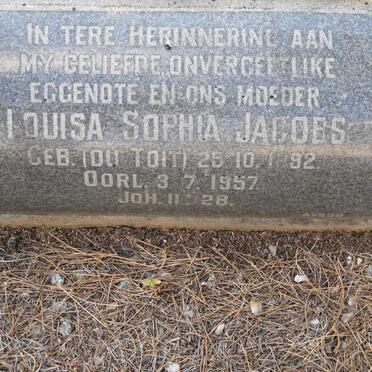 IN TERE HERINNERING AAN
MY GELIEFDE, ONVERGEETLIKE
EGGENOTE EN ONS MOEDER
LOUISA SOPHIA JACOBS
GEB. (DU TOIT) 25. 10. 1892
OORL. 3. 7. 1957
JOH. 11: 28.